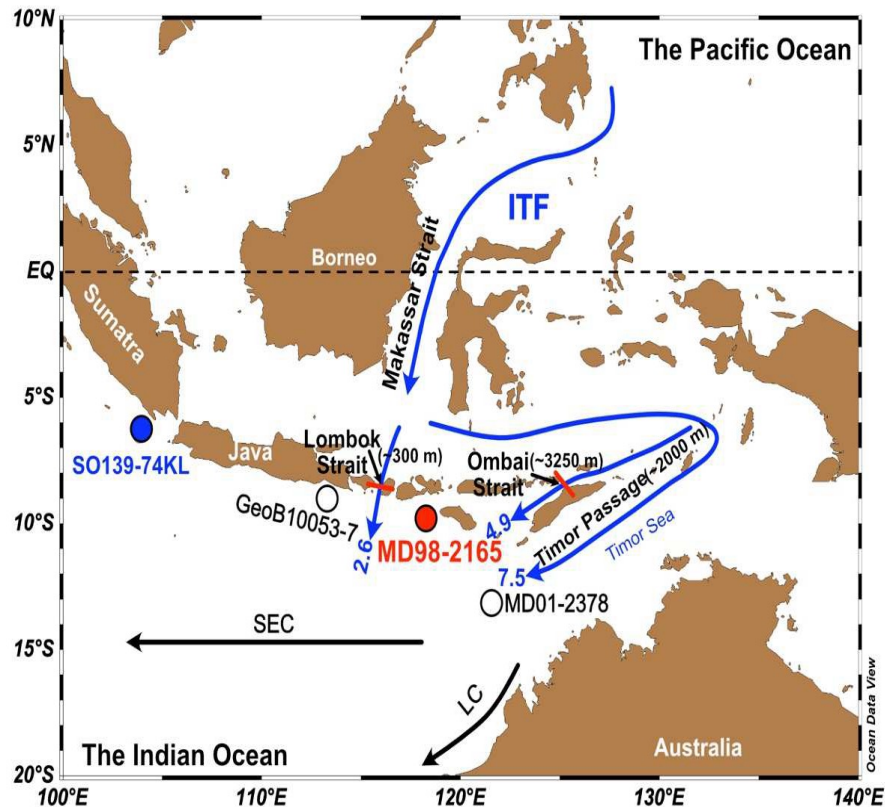 10°N
The Pacific Ocean
5°N
ITF
Makassar Strait
Borneo
EQ
Sumatra
5°S
Java
Lombok
Strait
(~300 m)
Ombai(~3250 m)
Strait
Timor Passage(~2000 m)
Timor Sea
SO139-74KL
GeoB10053-7
10°S
2.6
MD98-2165
4.9
7.5
MD01-2378
SEC
15°S
LC
The Indian Ocean
Australia
20°S
100°E
110°E
120°E
130°E
140°E
Ocean Data View